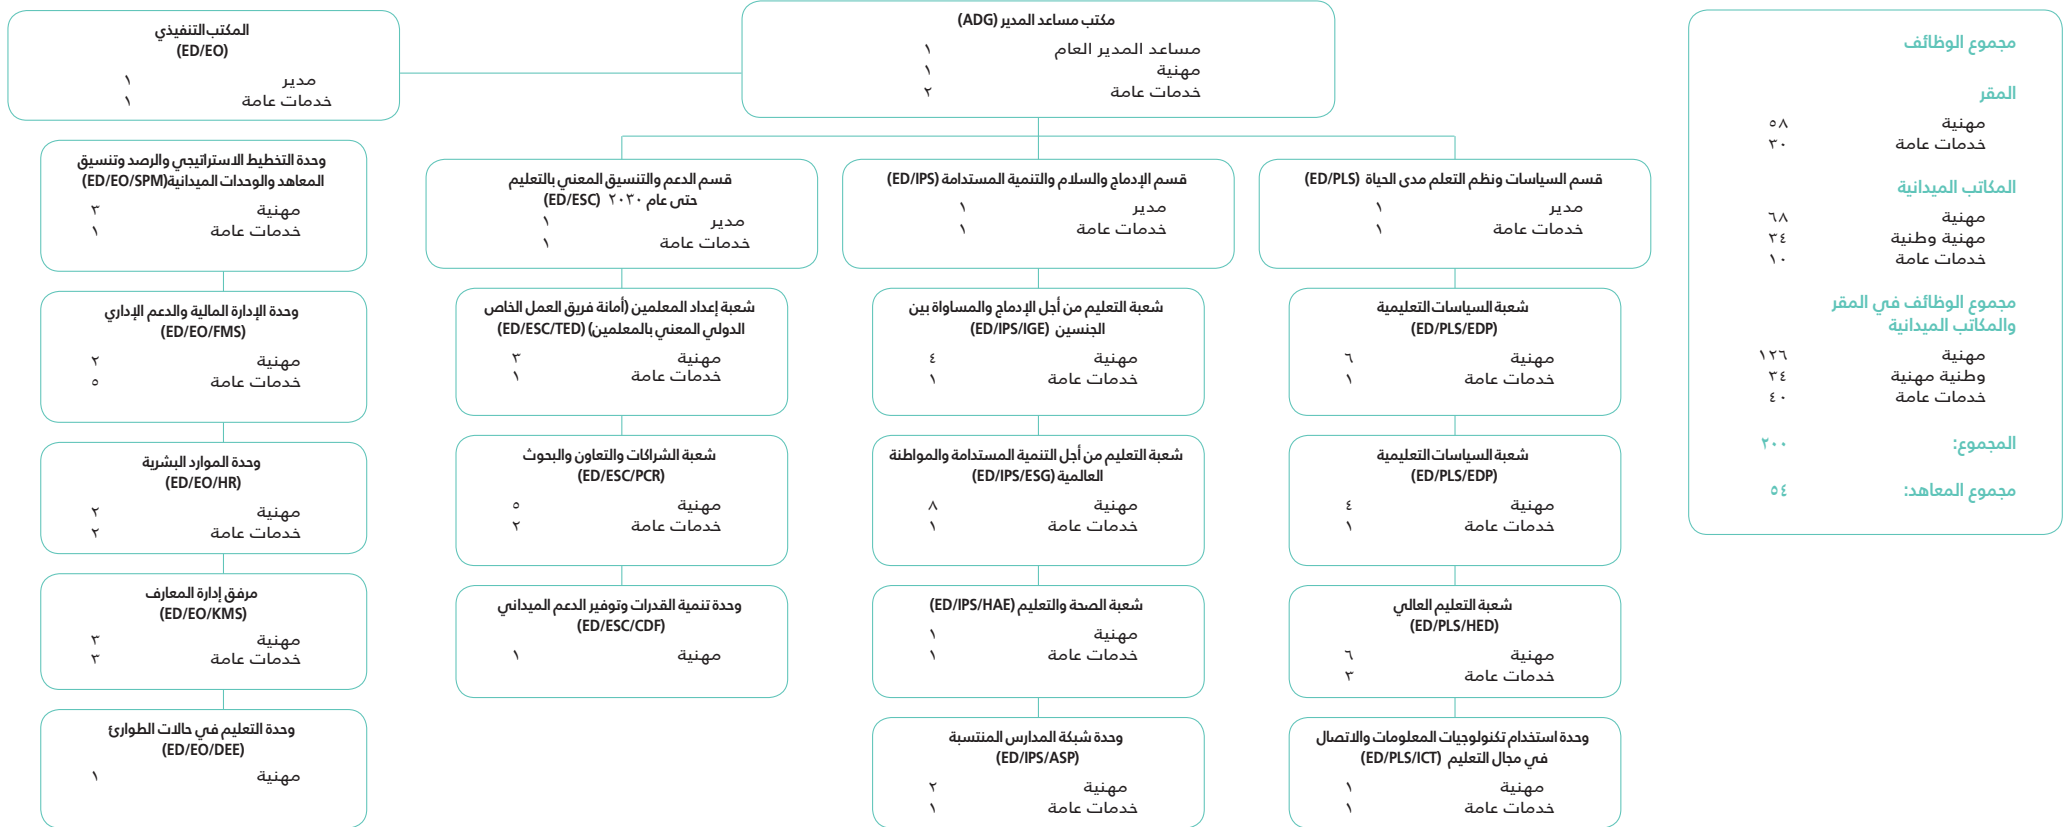 مجموع الوظائف
المقر
مهنية ٥٨
خدمات عامة ٣٠
المكاتب الميدانية
مهنية ٦٨
مهنية وطنية ٣٤
خدمات عامة ١٠
مجموع الوظائف في المقر
والمكاتب الميدانية
مهنية ١٢٦
وطنية مهنية ٣٤
خدمات عامة ٤٠
المجموع: ٢٠٠
مجموع المعاهد: ٥٤
مكتب مساعد المدير (ADG)
مساعد المدير العام ١
مهنية ١
خدمات عامة ٢
المكتب التنفيذي
(ED/EO)
مدير ١
خدمات عامة ١
قسم السياسات ونظم التعلم مدى الحياة (ED/PLS)
مدير ١
خدمات عامة ١
شعبة السياسات التعليمية
(ED/PLS/EDP)
مهنية ٦
خدمات عامة ١
شعبة السياسات التعليمية
(ED/PLS/EDP)
مهنية ٤
خدمات عامة ١
شعبة التعليم العالي
(ED/PLS/HED)
مهنية ٦
خدمات عامة ٣
وحدة استخدام تكنولوجيات المعلومات والاتصال
في مجال التعليم (ED/PLS/ICT)
مهنية ١
خدمات عامة ١
قسم الإدماج والسلام والتنمية المستدامة (ED/IPS)
مدير ١
خدمات عامة ١
شعبة التعليم من أجل الإدماج والمساواة بين
الجنسين (ED/IPS/IGE)
مهنية ٤
خدمات عامة ١
شعبة التعليم من أجل التنمية المستدامة والمواطنة
العالمية (ED/IPS/ESG)
مهنية ٨
خدمات عامة ١
شعبة الصحة والتعليم (ED/IPS/HAE)
مهنية ١
خدمات عامة ١
وحدة شبكة المدارس المنتسبة
(ED/IPS/ASP)
مهنية ٢
خدمات عامة ١
قسم الدعم والتنسيق المعني بالتعليم
حتى عام ٢٠٣٠ (ED/ESC)
مدير ١
خدمات عامة ١
شعبة إعداد المعلمين (أمانة فريق العمل الخاص
الدولي المعني بالمعلمين) (ED/ESC/TED)
مهنية ٣
خدمات عامة ١
شعبة الشراكات والتعاون والبحوث
(ED/ESC/PCR)
مهنية ٥
خدمات عامة ٢
وحدة تنمية القدرات وتوفير الدعم الميداني
(ED/ESC/CDF)
مهنية ١
وحدة التخطيط الاستراتيجي والرصد وتنسيق
المعاهد والوحدات الميدانية(ED/EO/SPM)
مهنية ٣
خدمات عامة ١
وحدة الإدارة المالية والدعم الإداري
(ED/EO/FMS)
مهنية ٢
خدمات عامة ٥
وحدة الموارد البشرية
(ED/EO/HR)
مهنية ٢
خدمات عامة ٢
مرفق إدارة المعارف
(ED/EO/KMS)
مهنية ٣
خدمات عامة ٣
وحدة التعليم في حالات الطوارئ
(ED/EO/DEE)
مهنية ١